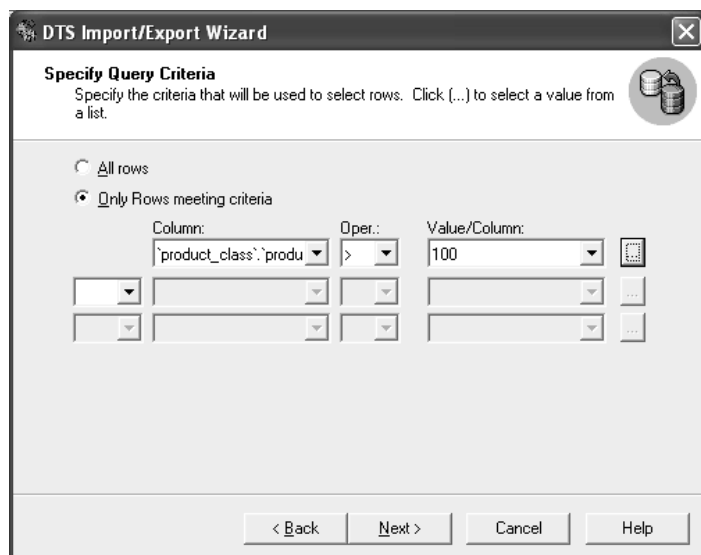 DTS Import/Export Wizard
Specify Query Criteria
Specify the criteria that will be used to select rows. Click (...) to select a value from
a list.
All rows
Only Rows meeting criteria
Column: Oper.: Value/Column:
`product_class`.`produ > 100 ...
...
...
< Back Next > Cancel Help